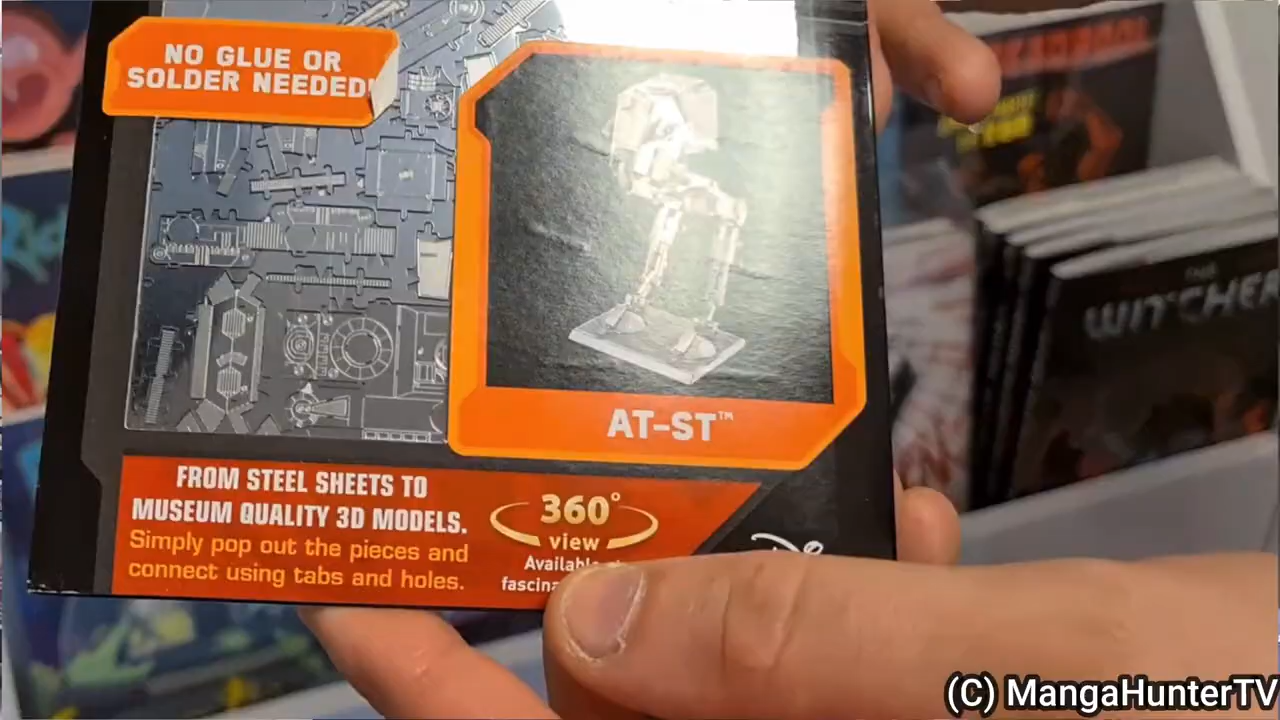 NO GLUE OR
SOLDER NEEDED!
AT-ST™
FROM STEEL SHEETS TO
MUSEUM QUALITY 3D MODELS.
Simply pop out the pieces and
connect using tabs and holes.
360°
view
THE
WITCHER
(C) MangaHunterTV